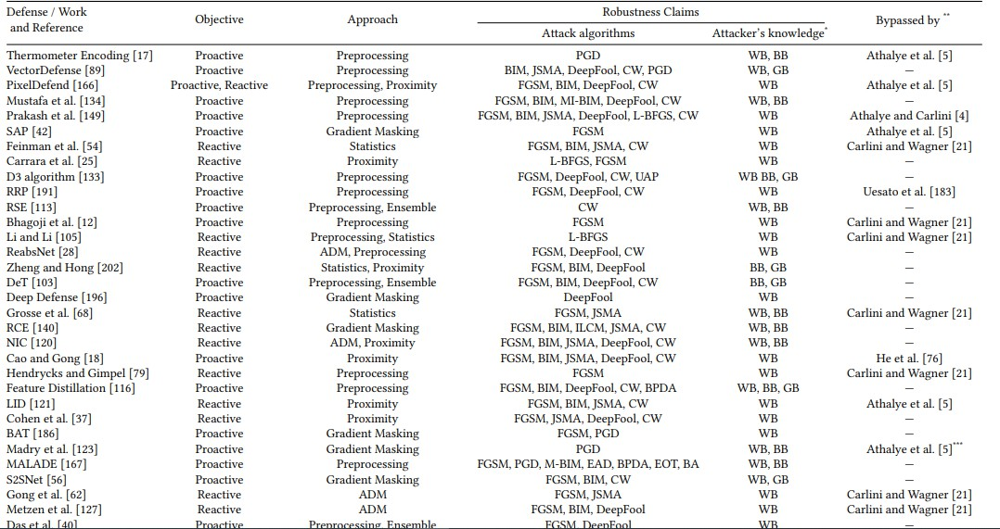 Defense / Work and Reference Objective Approach Robustness Claims Bypassed by **
Attack algorithms Attacker's knowledge*
Thermometer Encoding [17] Proactive Preprocessing PGD WB, BB Athalye et al. [5]
VectorDefense [89] Proactive Preprocessing BIM, JSMA, DeepFool, CW, PGD WB, GB —
PixelDefend [166] Proactive, Reactive Preprocessing, Proximity FGSM, BIM, DeepFool, CW WB Athalye et al. [5]
Mustafa et al. [134] Proactive Preprocessing FGSM, BIM, MI-BIM, DeepFool, CW WB, BB —
Prakash et al. [149] Proactive Preprocessing FGSM, BIM, JSMA, DeepFool, L-BFGS, CW WB Athalye and Carlini [4]
SAP [42] Proactive Gradient Masking FGSM WB Athalye et al. [5]
Feinman et al. [54] Reactive Statistics FGSM, BIM, JSMA, CW WB Carlini and Wagner [21]
Carrara et al. [25] Reactive Proximity L-BFGS, FGSM WB —
D3 algorithm [133] Proactive Preprocessing FGSM, DeepFool, CW, UAP WB BB, GB —
RRP [191] Proactive Preprocessing FGSM, DeepFool, CW WB Uesato et al. [183]
RSE [113] Proactive Preprocessing, Ensemble CW WB, BB —
Bhagoji et al. [12] Proactive Preprocessing FGSM WB Carlini and Wagner [21]
Li and Li [105] Reactive Preprocessing, Statistics L-BFGS WB Carlini and Wagner [21]
ReabsNet [28] Reactive ADM, Preprocessing FGSM, DeepFool, CW WB —
Zheng and Hong [202] Reactive Statistics, Proximity FGSM, BIM, DeepFool BB, GB —
DeT [103] Proactive Preprocessing, Ensemble FGSM, BIM, DeepFool, CW BB, GB —
Deep Defense [196] Proactive Gradient Masking DeepFool WB —
Grosse et al. [68] Reactive Statistics FGSM, JSMA WB, BB Carlini and Wagner [21]
RCE [140] Reactive Gradient Masking FGSM, BIM, ILCM, JSMA, CW WB, BB —
NIC [120] Reactive ADM, Proximity FGSM, BIM, JSMA, DeepFool, CW WB, BB —
Cao and Gong [18] Proactive Proximity FGSM, BIM, JSMA, DeepFool, CW WB He et al. [76]
Hendrycks and Gimpel [79] Reactive Preprocessing FGSM WB Carlini and Wagner [21]
Feature Distillation [116] Proactive Preprocessing FGSM, BIM, DeepFool, CW, BPDA WB, BB, GB —
LID [121] Reactive Proximity FGSM, BIM, JSMA, CW WB Athalye et al. [5]
Cohen et al. [37] Reactive Proximity FGSM, JSMA, DeepFool, CW WB —
BAT [186] Proactive Gradient Masking FGSM, PGD WB —
Madry et al. [123] Proactive Gradient Masking PGD WB, BB Athalye et al. [5]***
MALADE [167] Proactive Preprocessing FGSM, PGD, M-BIM, EAD, BPDA, EOT, BA WB, BB —
S2SNet [56] Proactive Gradient Masking FGSM, BIM, CW WB, GB —
Gong et al. [62] Reactive ADM FGSM, JSMA WB Carlini and Wagner [21]
Metzen et al. [127] Reactive ADM FGSM, BIM, DeepFool WB Carlini and Wagner [21]
Das et al. [40] Proactive Preprocessing, Ensemble FGSM, DeepFool WB —